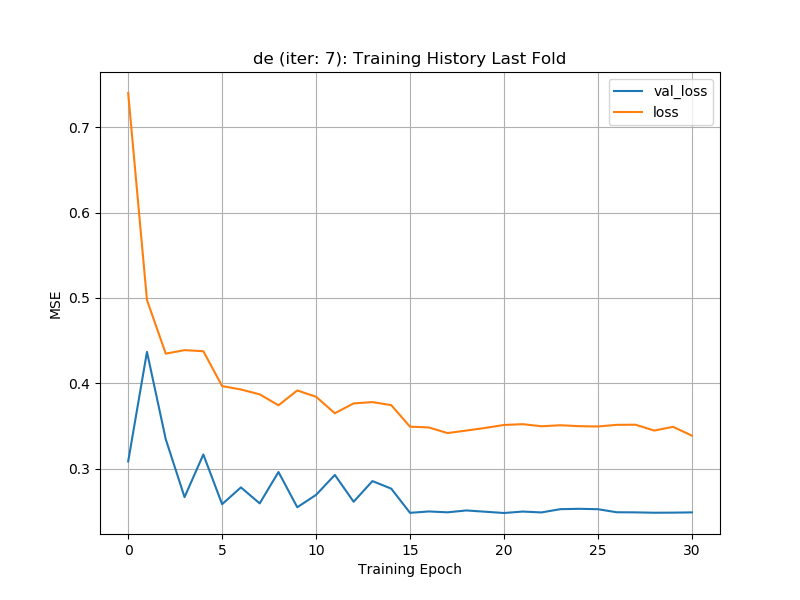 de (iter: 7): Training History Last Fold
val_loss
loss
MSE
0.7
0.6
0.5
0.4
0.3
0
5
10
15
20
25
30
Training Epoch